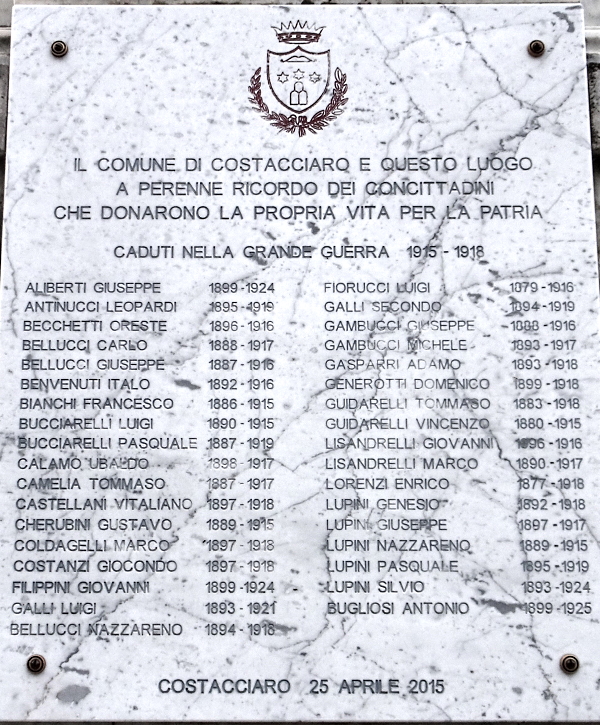 IL COMUNE DI COSTACCIARO E QUESTO LUOGO
A PERENNE RICORDO DEI CONCITTADINI
CHE DONARONO LA PROPRIA VITA PER LA PATRIA
CADUTI NELLA GRANDE GUERRA 1915 - 1918
ALIBERTI GIUSEPPE 1899 - 1924
ANTINUCCI LEOPARDI 1895 - 1919
BECCHETTI ORESTE 1896 - 1916
BELLUCCI CARLO 1888 - 1917
BELLUCCI GIUSEPPE 1887 - 1916
BENVENUTI ITALO 1892 - 1916
BIANCHI FRANCESCO 1886 - 1915
BUCCIARELLI LUIGI 1890 - 1915
BUCCIARELLI PASQUALE 1887 - 1919
CALAMO UBALDO 1898 - 1917
CAMELIA TOMMASO 1887 - 1917
CASTELLANI VITALIANO 1897 - 1918
CHERUBINI GUSTAVO 1889 - 1915
COLDAGELLI MARCO 1897 - 1918
COSTANZI GIOCONDO 1897 - 1918
FILIPPINI GIOVANNI 1899 - 1924
GALLI LUIGI 1893 - 1921
BELLUCCI NAZZARENO 1894 - 1918
FIORUCCI LUIGI 1879 - 1916
GALLI SECONDO 1894 - 1919
GAMBUCCI GIUSEPPE 1888 - 1916
GAMBUCCI MICHELE 1893 - 1917
GASPARRI ADAMO 1893 - 1918
GENEROTTI DOMENICO 1899 - 1918
GUIDARELLI TOMMASO 1883 - 1918
GUIDARELLI VINCENZO 1880 - 1915
LISANDRELLI GIOVANNI 1896 - 1916
LISANDRELLI MARCO 1890 - 1917
LORENZI ENRICO 1877 - 1918
LUPINI GENESIO 1892 - 1918
LUPINI GIUSEPPE 1897 - 1917
LUPINI NAZZARENO 1889 - 1915
LUPINI PASQUALE 1895 - 1919
LUPINI SILVIO 1893 - 1924
BUGLIOSI ANTONIO 1899 - 1925
COSTACCIARO 25 APRILE 2015